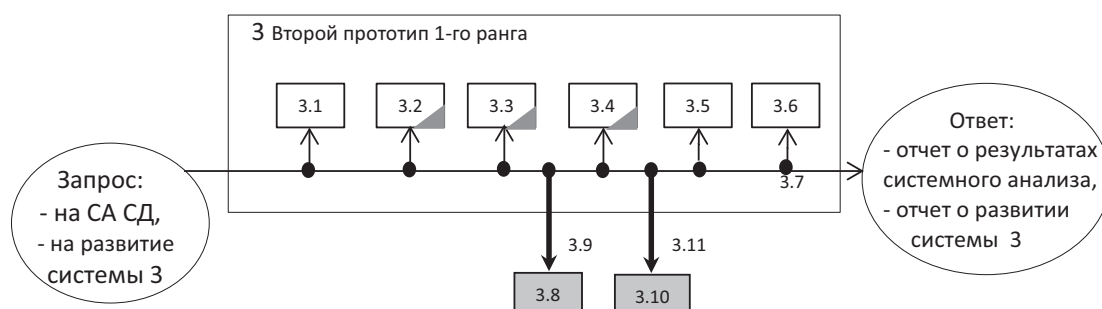 3 Второй прототип 1-го ранга
3.1
3.2
3.3
3.4
3.5
3.6
Запрос:
- на СА СД,
- на развитие
системы 3
3.7
Ответ:
- отчет о результатах
системного анализа,
- отчет о развитии
системы 3
3.9
3.11
3.8
3.10